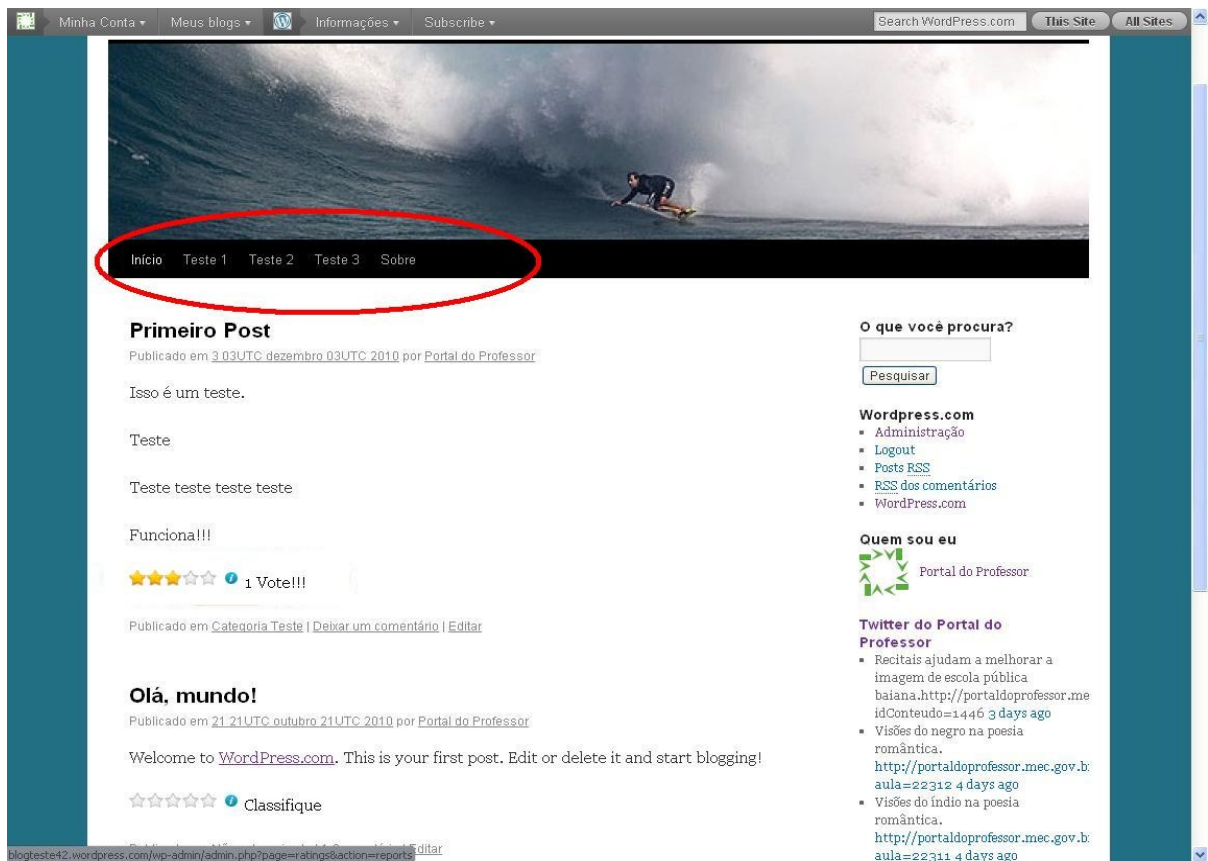 Minha Conta ▾ Meus blogs ▾ Informações ▾ Subscribe ▾ Search WordPress.com This Site All Sites
Início Teste 1 Teste 2 Teste 3 Sobre
Primeiro Post
Publicado em 3 03UTC dezembro 03UTC 2010 por Portal do Professor
Isso é um teste.
Teste
Teste teste teste teste
Funciona!!!
1 Vote!!!
Publicado em Categoria Teste | Deixar um comentário | Editar
Olá, mundo!
Publicado em 21 21UTC outubro 21UTC 2010 por Portal do Professor
Welcome to WordPress.com. This is your first post. Edit or delete it and start blogging!
Classifique
Editar
blogteste42.wordpress.com/wp-admin/admin.php?page=ratings&action=reports
O que você procura?
Pesquisar
Wordpress.com
Administração
Logout
Posts RSS
RSS dos comentários
WordPress.com
Quem sou eu
Portal do Professor
Twitter do Portal do
Professor
Recitais ajudam a melhorar a
imagem de escola pública
baiana.http://portaldoprofessor.me
idConteudo=1446 3 days ago
Visões do negro na poesia
romântica.
http://portaldoprofessor.mec.gov.b
aula=22312 4 days ago
Visões do índio na poesia
romântica.
http://portaldoprofessor.mec.gov.b
aula=22311 4 days ago